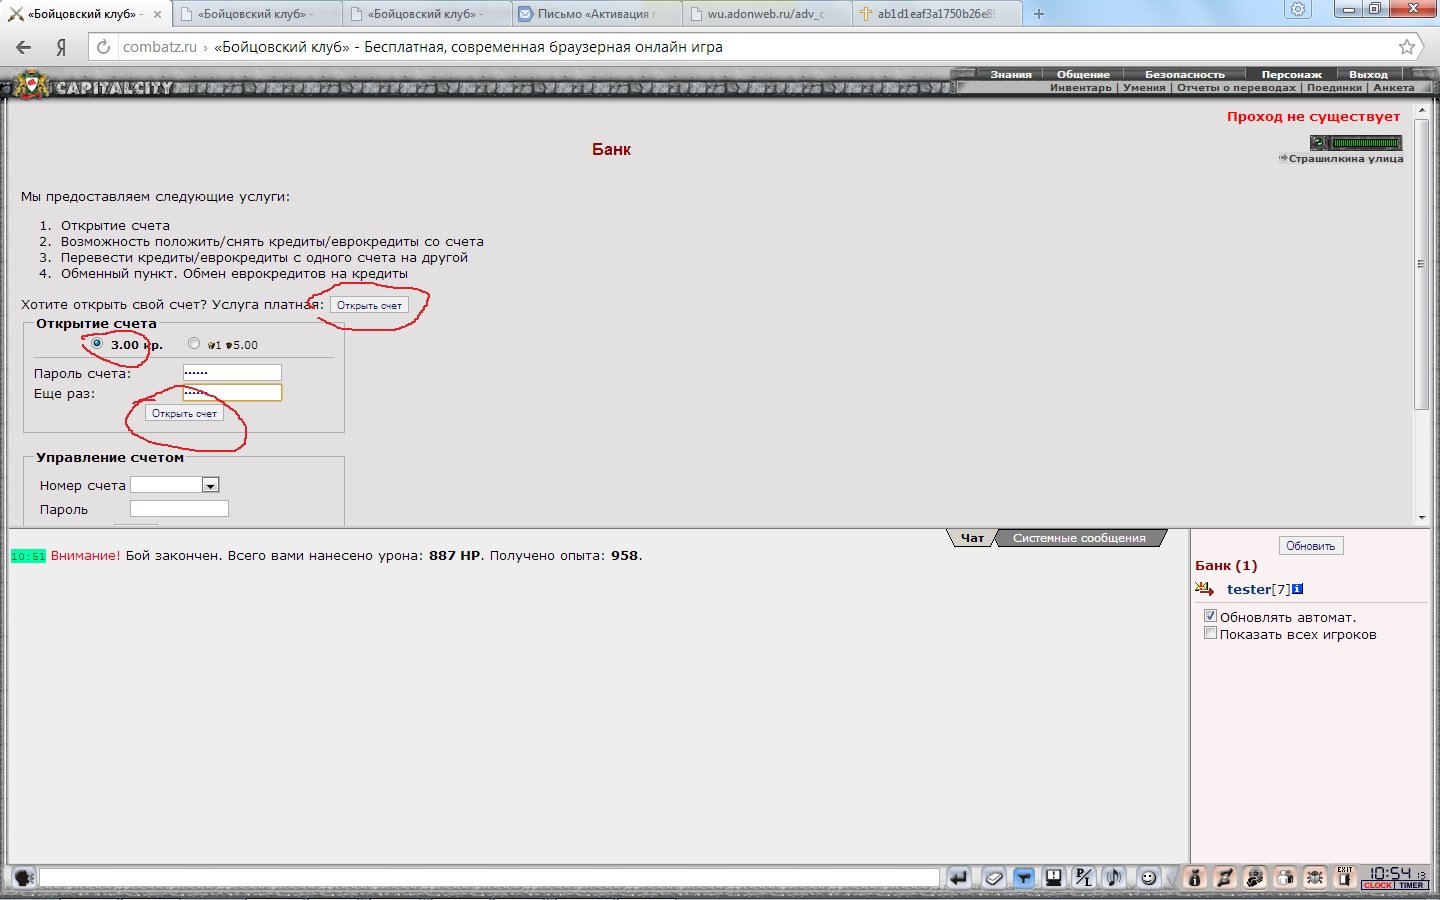 «Бойцовский клуб» -
«Бойцовский клуб» -
«Бойцовский клуб» -
Письмо «Активация
wu.adonweb.ru/adv_c
ab1d1eaf3a1750b26e89
combatz.ru › «Бойцовский клуб» - Бесплатная, современная браузерная онлайн игра
CAPITALCITY
Знания | Общение | Безопасность | Персонаж | Выход
Инвентарь | Умения | Отчеты о переводах | Поединки | Анкета
Проход не существует
Банк
Страшилкина улица
Мы предоставляем следующие услуги:
1. Открытие счета
2. Возможность положить/снять кредиты/еврокредиты со счета
3. Перевести кредиты/еврокредиты с одного счета на другой
4. Обменный пункт. Обмен еврокредитов на кредиты
Хотите открыть свой счет? Услуга платная: Открыть счет
Открытие счета
3.00 кр. 1 5.00
Пароль счета:
Еще раз:
Открыть счет
Управление счетом
Номер счета
Пароль
Чат Системные сообщения
10:51 Внимание! Бой закончен. Всего вами нанесено урона: 887 HP. Получено опыта: 958.
Обновить
Банк (1)
tester[7]
Обновлять автомат.
Показать всех игроков
P/L
EXIT
10:54 13
CLOCK TIMER